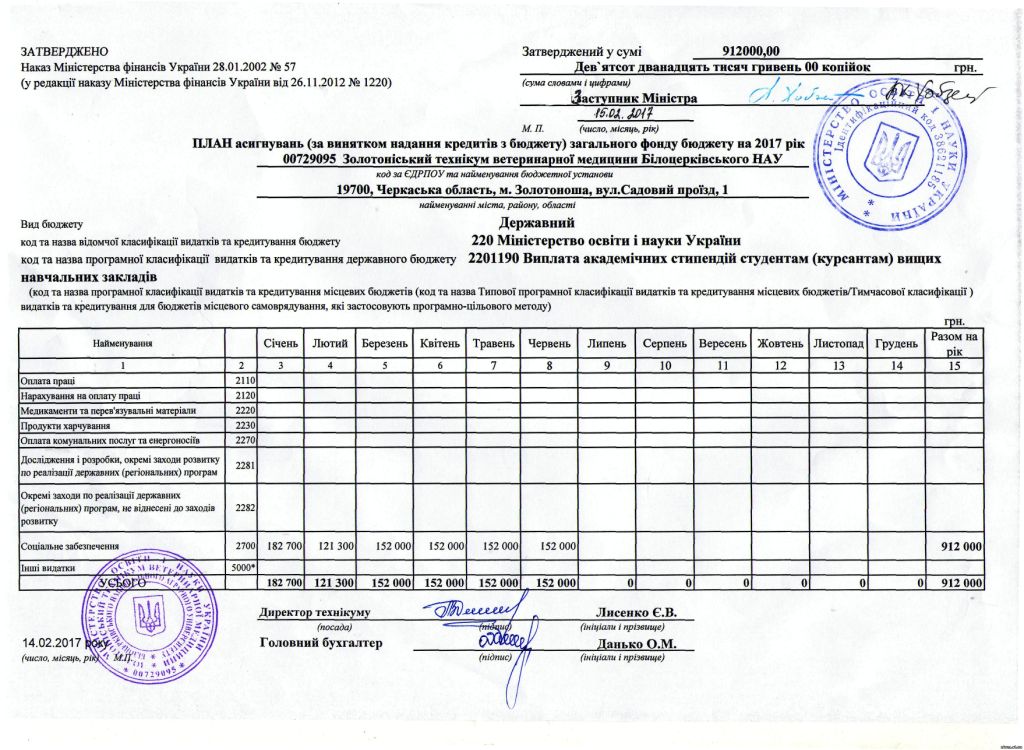 ЗАТВЕРДЖЕНО
Наказ Міністерства фінансів України 28.01.2002 № 57
(у редакції наказу Міністерства фінансів України від 26.11.2012 № 1220)
Затверджений у сумі 912000,00
Дев`ятсот дванадцять тисяч гривень 00 копійок грн.
(сума словами і цифрами)
Заступник Міністра
15.02.2017
М. П. (число, місяць, рік)
ПЛАН асигнувань (за винятком надання кредитів з бюджету) загального фонду бюджету на 2017 рік
00729095 Золотоніський технікум ветеринарної медицини Білоцерківського НАУ
код за ЄДРПОУ та найменування бюджетної установи
19700, Черкаська область, м. Золотоноша, вул.Садовий проїзд, 1
найменуванні міста, району, області
МІНІСТЕРСТВО ОСВІТИ І НАУКИ УКРАЇНИ
Ідентифікаційний код 38621185
Вид бюджету Державний
код та назва відомчої класифікації видатків та кредитування бюджету 220 Міністерство освіти і науки України
код та назва програмної класифікації видатків та кредитування державного бюджету 2201190 Виплата академічних стипендій студентам (курсантам) вищих
навчальних закладів
(код та назва програмної класифікації видатків та кредитування місцевих бюджетів (код та назва Типової програмної класифікації видатків та кредитування місцевих бюджетів/Тимчасової класифікації )
видатків та кредитування для бюджетів місцевого самоврядування, які застосовують програмно-цільового методу)
грн.
Найменування Січень Лютий Березень Квітень Травень Червень Липень Серпень Вересень Жовтень Листопад Грудень Разом на рік
1 2 3 4 5 6 7 8 9 10 11 12 13 14 15
Оплата праці 2110
Нарахування на оплату праці 2120
Медикаменти та перев'язувальні матеріали 2220
Продукти харчування 2230
Оплата комунальних послуг та енергоносіїв 2270
Дослідження і розробки, окремі заходи розвитку
по реалізації державних (регіональних) програм 2281
Окремі заходи по реалізації державних
(регіональних) програм, не віднесені до заходів
розвитку 2282
Соціальне забезпечення 2700 182 700 121 300 152 000 152 000 152 000 152 000 912 000
Інші видатки 5000*
УСЬОГО 182 700 121 300 152 000 152 000 152 000 152 000 0 0 0 0 0 0 912 000
Директор технікуму Лисенко Є.В.
(посада) (підпис) (ініціали і прізвище)
14.02.2017 року Головний бухгалтер Данько О.М.
(число, місяць, рік) М.П. (підпис) (ініціали і прізвище)
00729095